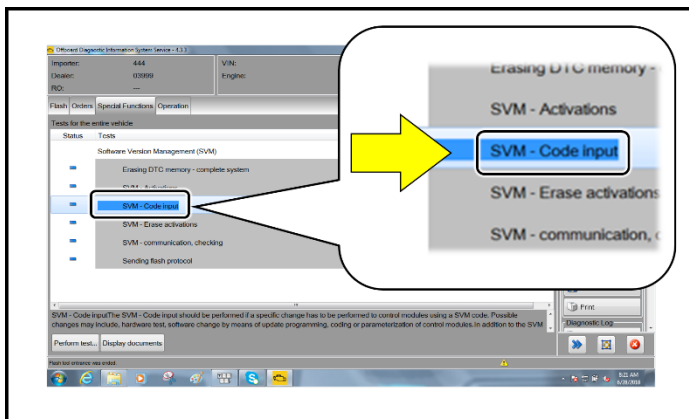 Offboard Diagnostic Information System Service - 4.3.3
Importer: 444 VIN:
Dealer: 03999 Engine:
RO: ---
Flash Orders Special Functions Operation
Tests for the entire vehicle
Status Tests
Software Version Management (SVM)
Erasing DTC memory - complete system
SVM - Activations
SVM - Code input
SVM - Erase activations
SVM - communication, checking
Sending flash protocol
Erasing DTC memory -
SVM - Activations
SVM - Code input
SVM - Erase activations
SVM - communication,
Print
Diagnostic Log
SVM - Code inputThe SVM - Code input should be performed if a specific change has to be performed to control modules using a SVM code. Possible
changes may include, hardware test, software change by means of update programming, coding or parameterization of control modules.In addition to the SVM
Perform test... Display documents
Flash tool entrance was ended.
9:21 AM